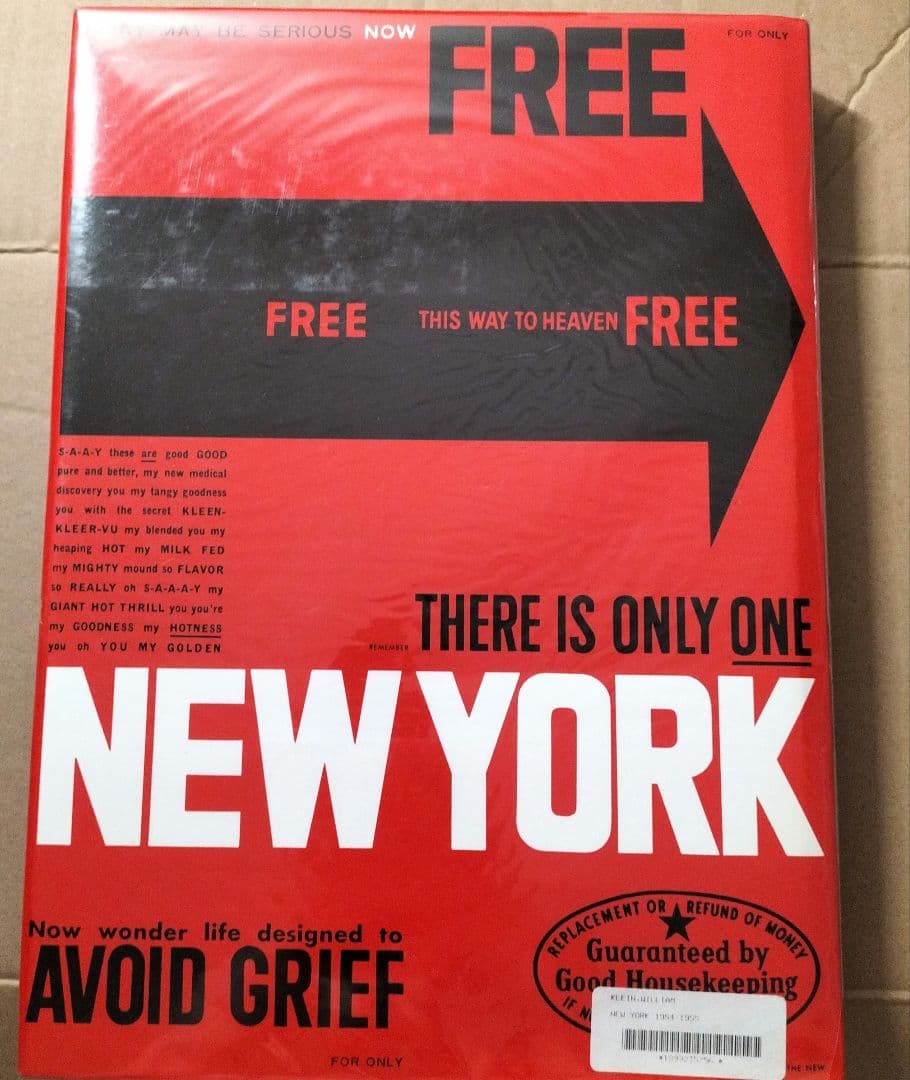 MAY BE SERIOUS NOW FREE FOR ONLY
FREE THIS WAY TO HEAVEN FREE
S-A-A-Y these are good GOOD
pure and better, my new medical
discovery you my tangy goodness
you with the secret KLEEN-
KLEER-VU my blended you my
heaping HOT my MILK FED
my MIGHTY mound so FLAVOR
so REALLY oh S-A-A-A-Y my
GIANT HOT THRILL you you're
my GOODNESS my HOTNESS
you oh YOU MY GOLDEN
REMEMBER THERE IS ONLY ONE
NEW YORK
Now wonder life designed to
AVOID GRIEF
FOR ONLY
REPLACEMENT OR REFUND OF MONEY
Guaranteed by
Good Housekeeping
IF
KLEIN-WILLIAM
NEW YORK 1954 1955
THE NEW